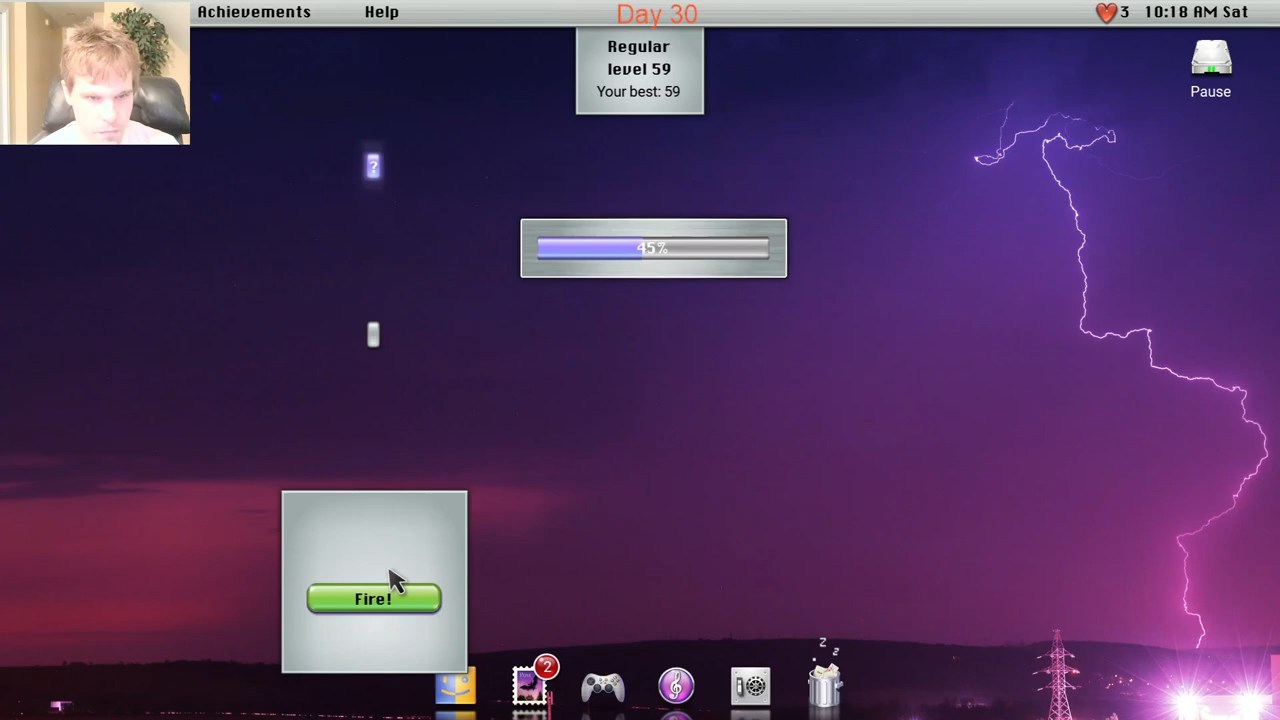 Achievements Help Day 30 3 10:18 AM Sat
Regular
level 59
Your best: 59
Pause
?
45%
Fire!
z
z
2